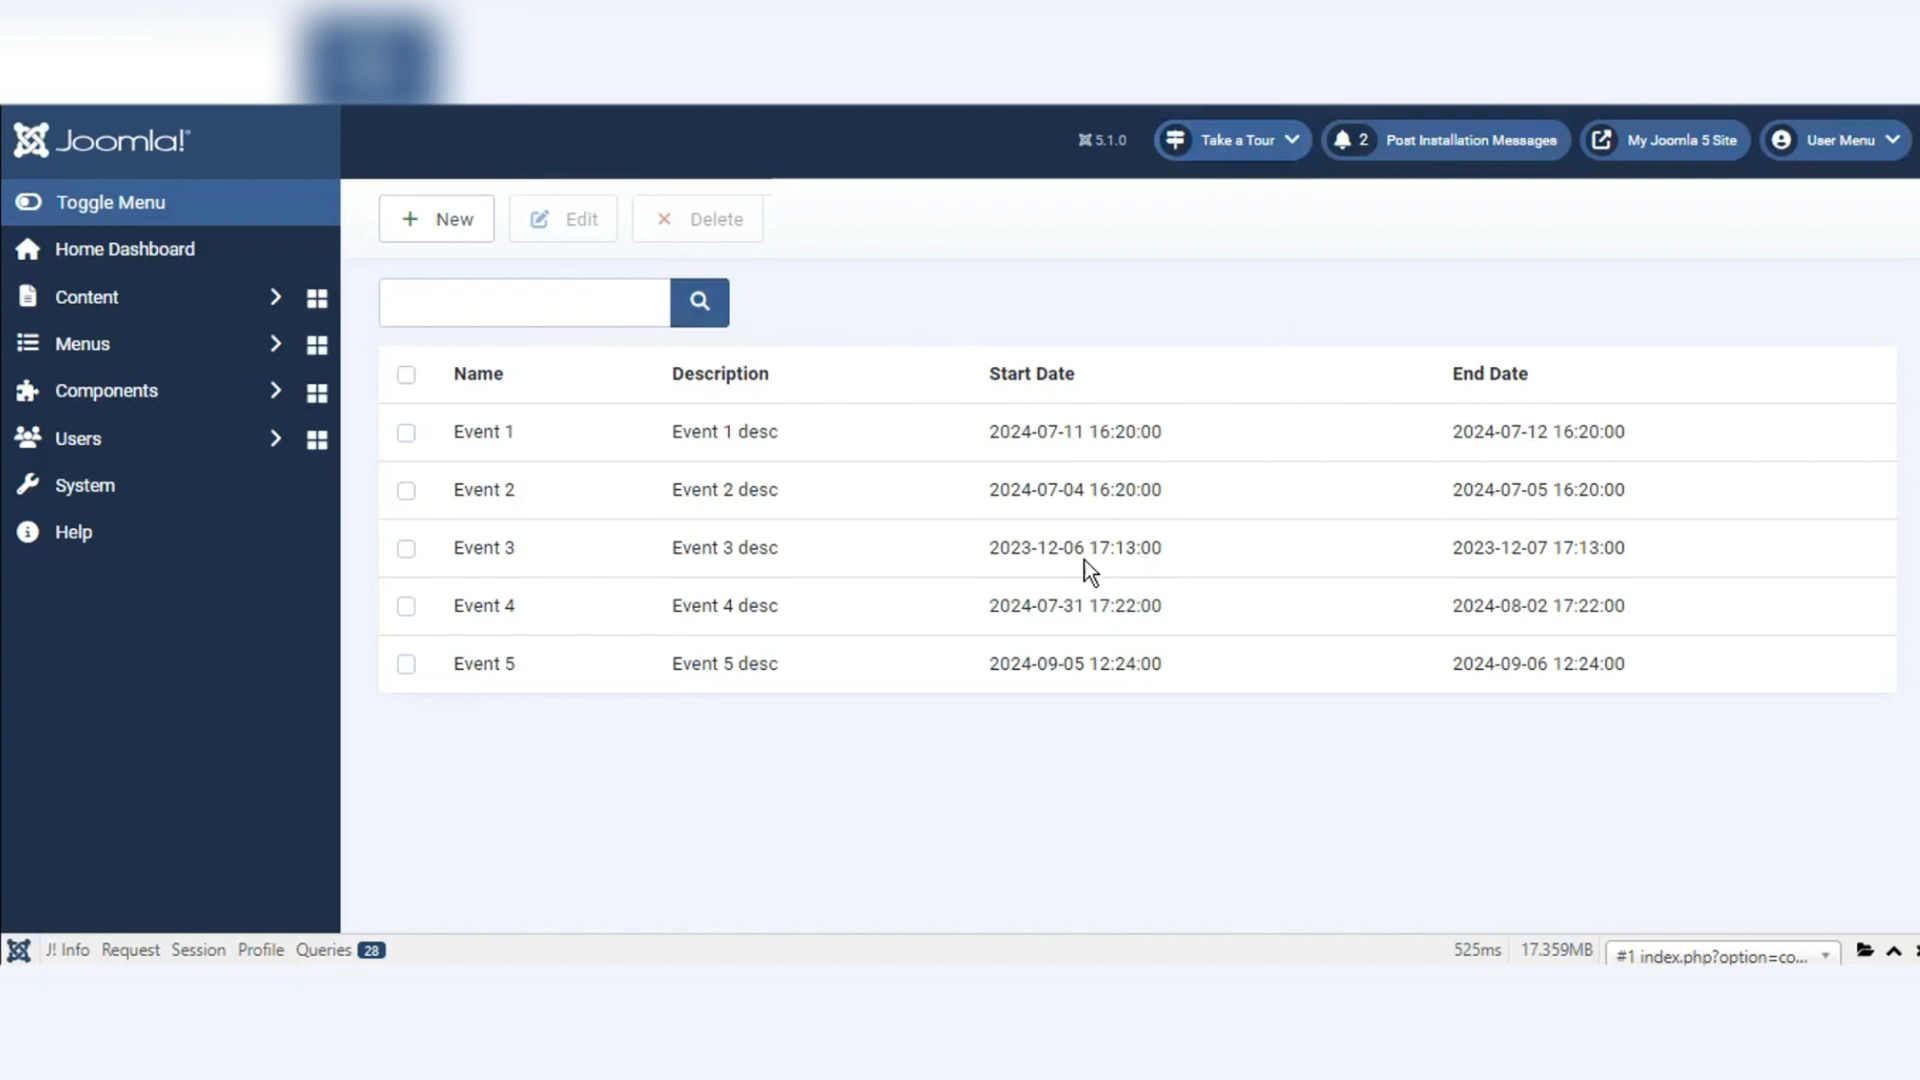 Joomla!
5.1.0 Take a Tour 2 Post Installation Messages My Joomla 5 Site User Menu
Toggle Menu
Home Dashboard
Content
Menus
Components
Users
System
Help
New Edit Delete
Name Description Start Date End Date
Event 1 Event 1 desc 2024-07-11 16:20:00 2024-07-12 16:20:00
Event 2 Event 2 desc 2024-07-04 16:20:00 2024-07-05 16:20:00
Event 3 Event 3 desc 2023-12-06 17:13:00 2023-12-07 17:13:00
Event 4 Event 4 desc 2024-07-31 17:22:00 2024-08-02 17:22:00
Event 5 Event 5 desc 2024-09-05 12:24:00 2024-09-06 12:24:00
J! Info Request Session Profile Queries 28 525ms 17.359MB #1 index.php?option=co...